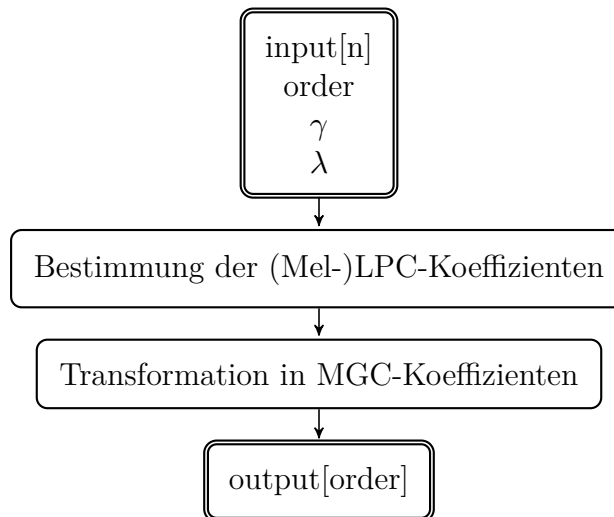 input[n]
order
γ
λ
Bestimmung der (Mel-)LPC-Koeffizienten
Transformation in MGC-Koeffizienten
output[order]